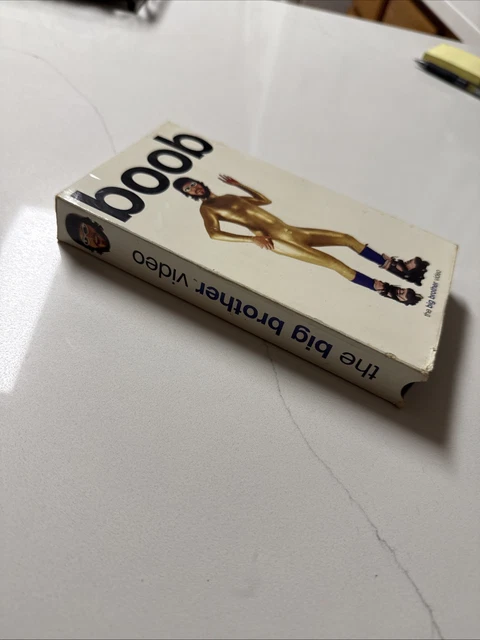 boob
the big brother video
the big brother. video